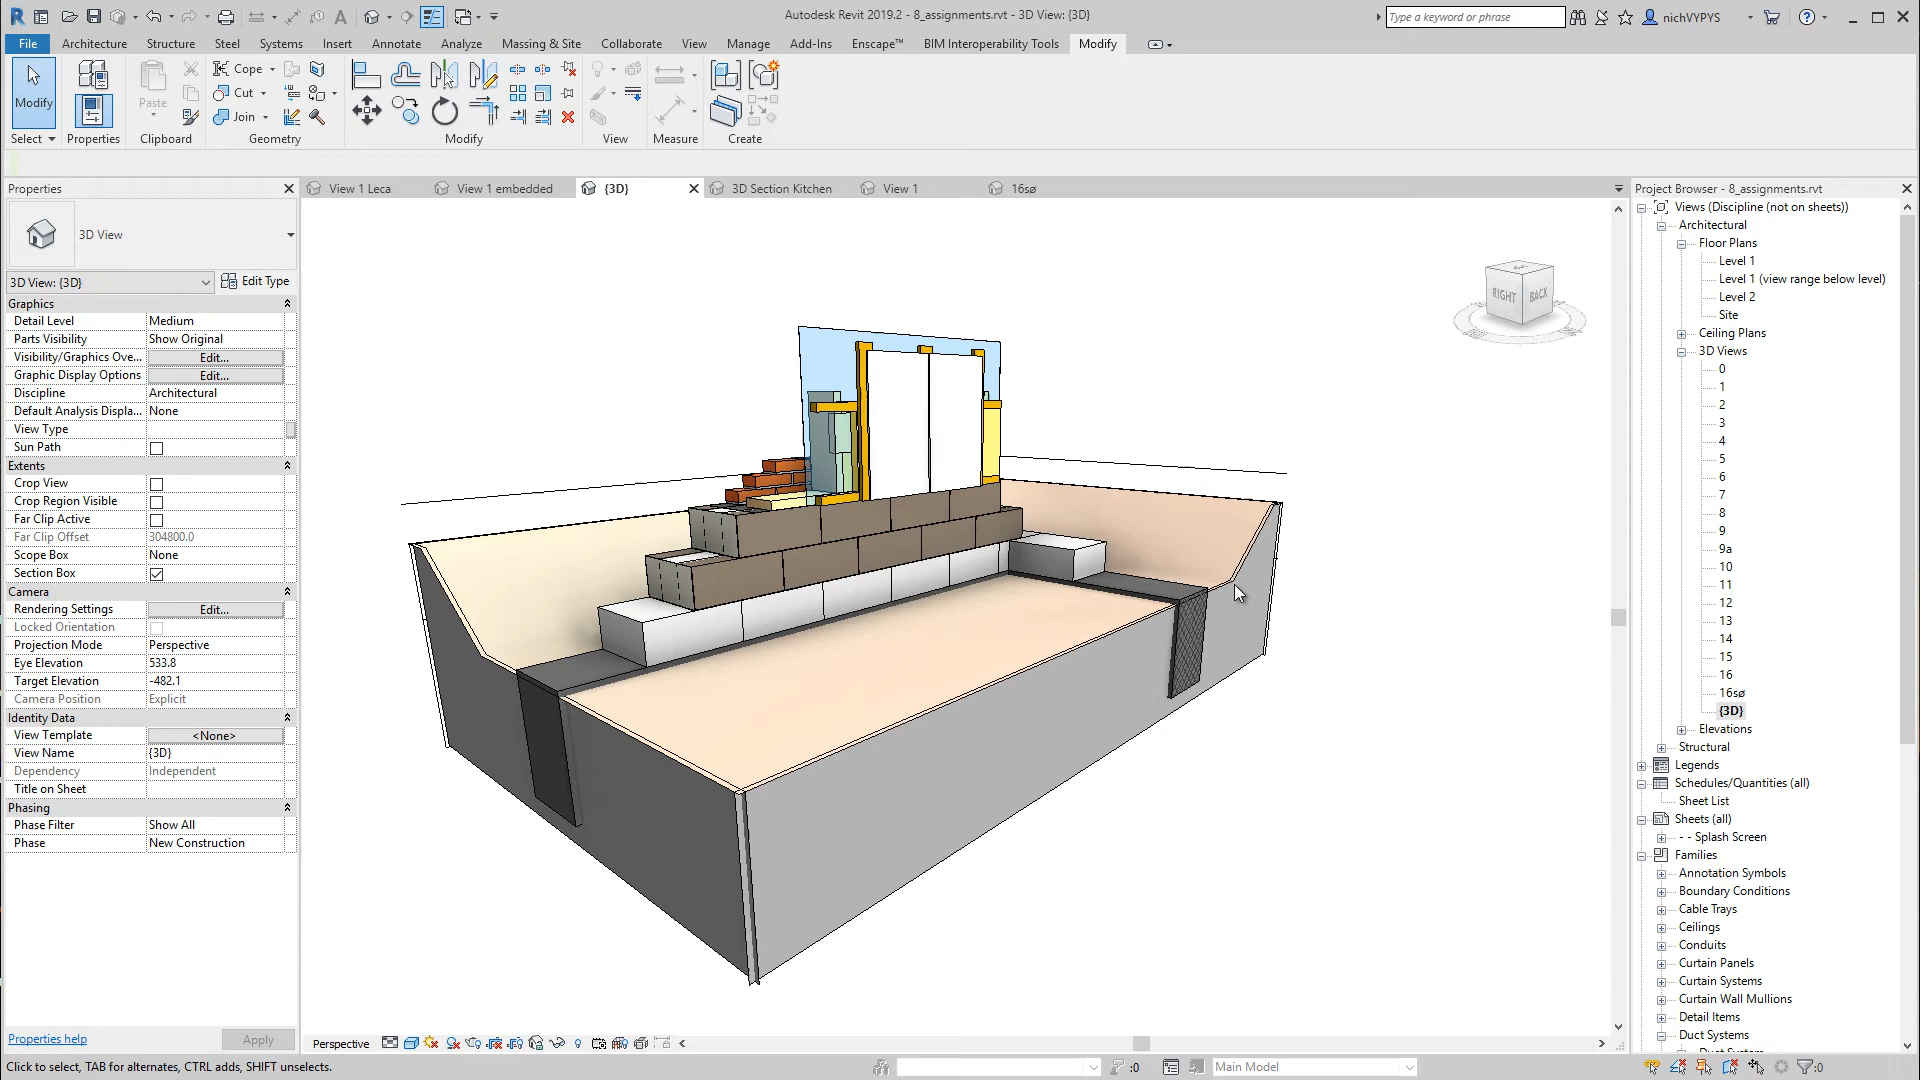 Autodesk Revit 2019.2 - 8_assignments.rvt - 3D View: {3D}
Type a keyword or phrase
nichVYPYS
File Architecture Structure Steel Systems Insert Annotate Analyze Massing & Site Collaborate View Manage Add-Ins Enscape™ BIM Interoperability Tools Modify
Modify
Select
Properties
Paste
Clipboard
Cope
Cut
Join
Geometry
Modify
View
Measure
Create
Properties
View 1 Leca
View 1 embedded
{3D}
3D Section Kitchen
View 1
16sø
Project Browser - 8_assignments.rvt
3D View
3D View: {3D}
Edit Type
Graphics
Detail Level Medium
Parts Visibility Show Original
Visibility/Graphics Ove... Edit...
Graphic Display Options Edit...
Discipline Architectural
Default Analysis Displa... None
View Type
Sun Path
Extents
Crop View
Crop Region Visible
Far Clip Active
Far Clip Offset 304800.0
Scope Box None
Section Box
Camera
Rendering Settings Edit...
Locked Orientation
Projection Mode Perspective
Eye Elevation 533.8
Target Elevation -482.1
Camera Position Explicit
Identity Data
View Template <None>
View Name {3D}
Dependency Independent
Title on Sheet
Phasing
Phase Filter Show All
Phase New Construction
Properties help
Apply
RIGHT
BACK
Views (Discipline (not on sheets))
Architectural
Floor Plans
Level 1
Level 1 (view range below level)
Level 2
Site
Ceiling Plans
3D Views
0
1
2
3
4
5
6
7
8
9
9a
10
11
12
13
14
15
16
16sø
{3D}
Elevations
Structural
Legends
Schedules/Quantities (all)
Sheet List
Sheets (all)
- - Splash Screen
Families
Annotation Symbols
Boundary Conditions
Cable Trays
Ceilings
Conduits
Curtain Panels
Curtain Systems
Curtain Wall Mullions
Detail Items
Duct Systems
Perspective
Click to select, TAB for alternates, CTRL adds, SHIFT unselects.
:0
Main Model
:0